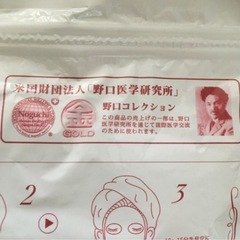 米国財団法人「野口医学研究所」
野口コレクション
Noguchi
金
GOLD
この商品の売上げの一部は、野口
医学研究所を通じて国際医学交流
のために使われます。
2
3